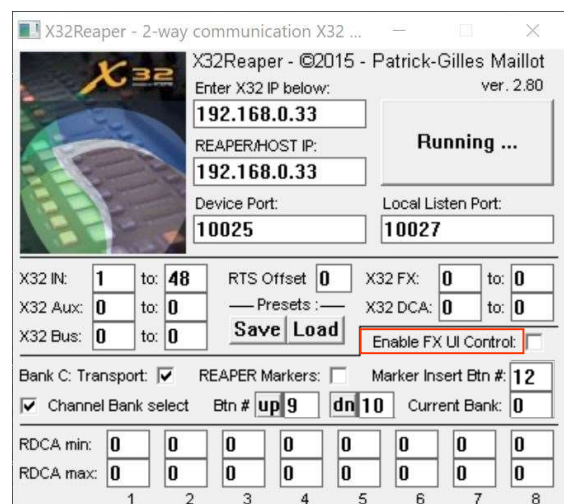 X32Reaper - 2-way communication X32 ...
X32
X32Reaper - ©2015 - Patrick-Gilles Maillot
Enter X32 IP below: ver. 2.80
192.168.0.33
Running ...
REAPER/HOST IP:
192.168.0.33
Device Port: Local Listen Port:
10025 10027
X32 IN: 1 to: 48 RTS Offset 0 X32 FX: 0 to: 0
X32 Aux: 0 to: 0 Presets : X32 DCA: 0 to: 0
X32 Bus: 0 to: 0 Save Load Enable FX UI Control:
Bank C: Transport: REAPER Markers: Marker Insert Btn #: 12
Channel Bank select Btn # up 9 dn 10 Current Bank: 0
RDCA min: 0 0 0 0 0 0 0 0
RDCA max: 0 0 0 0 0 0 0 0
1 2 3 4 5 6 7 8